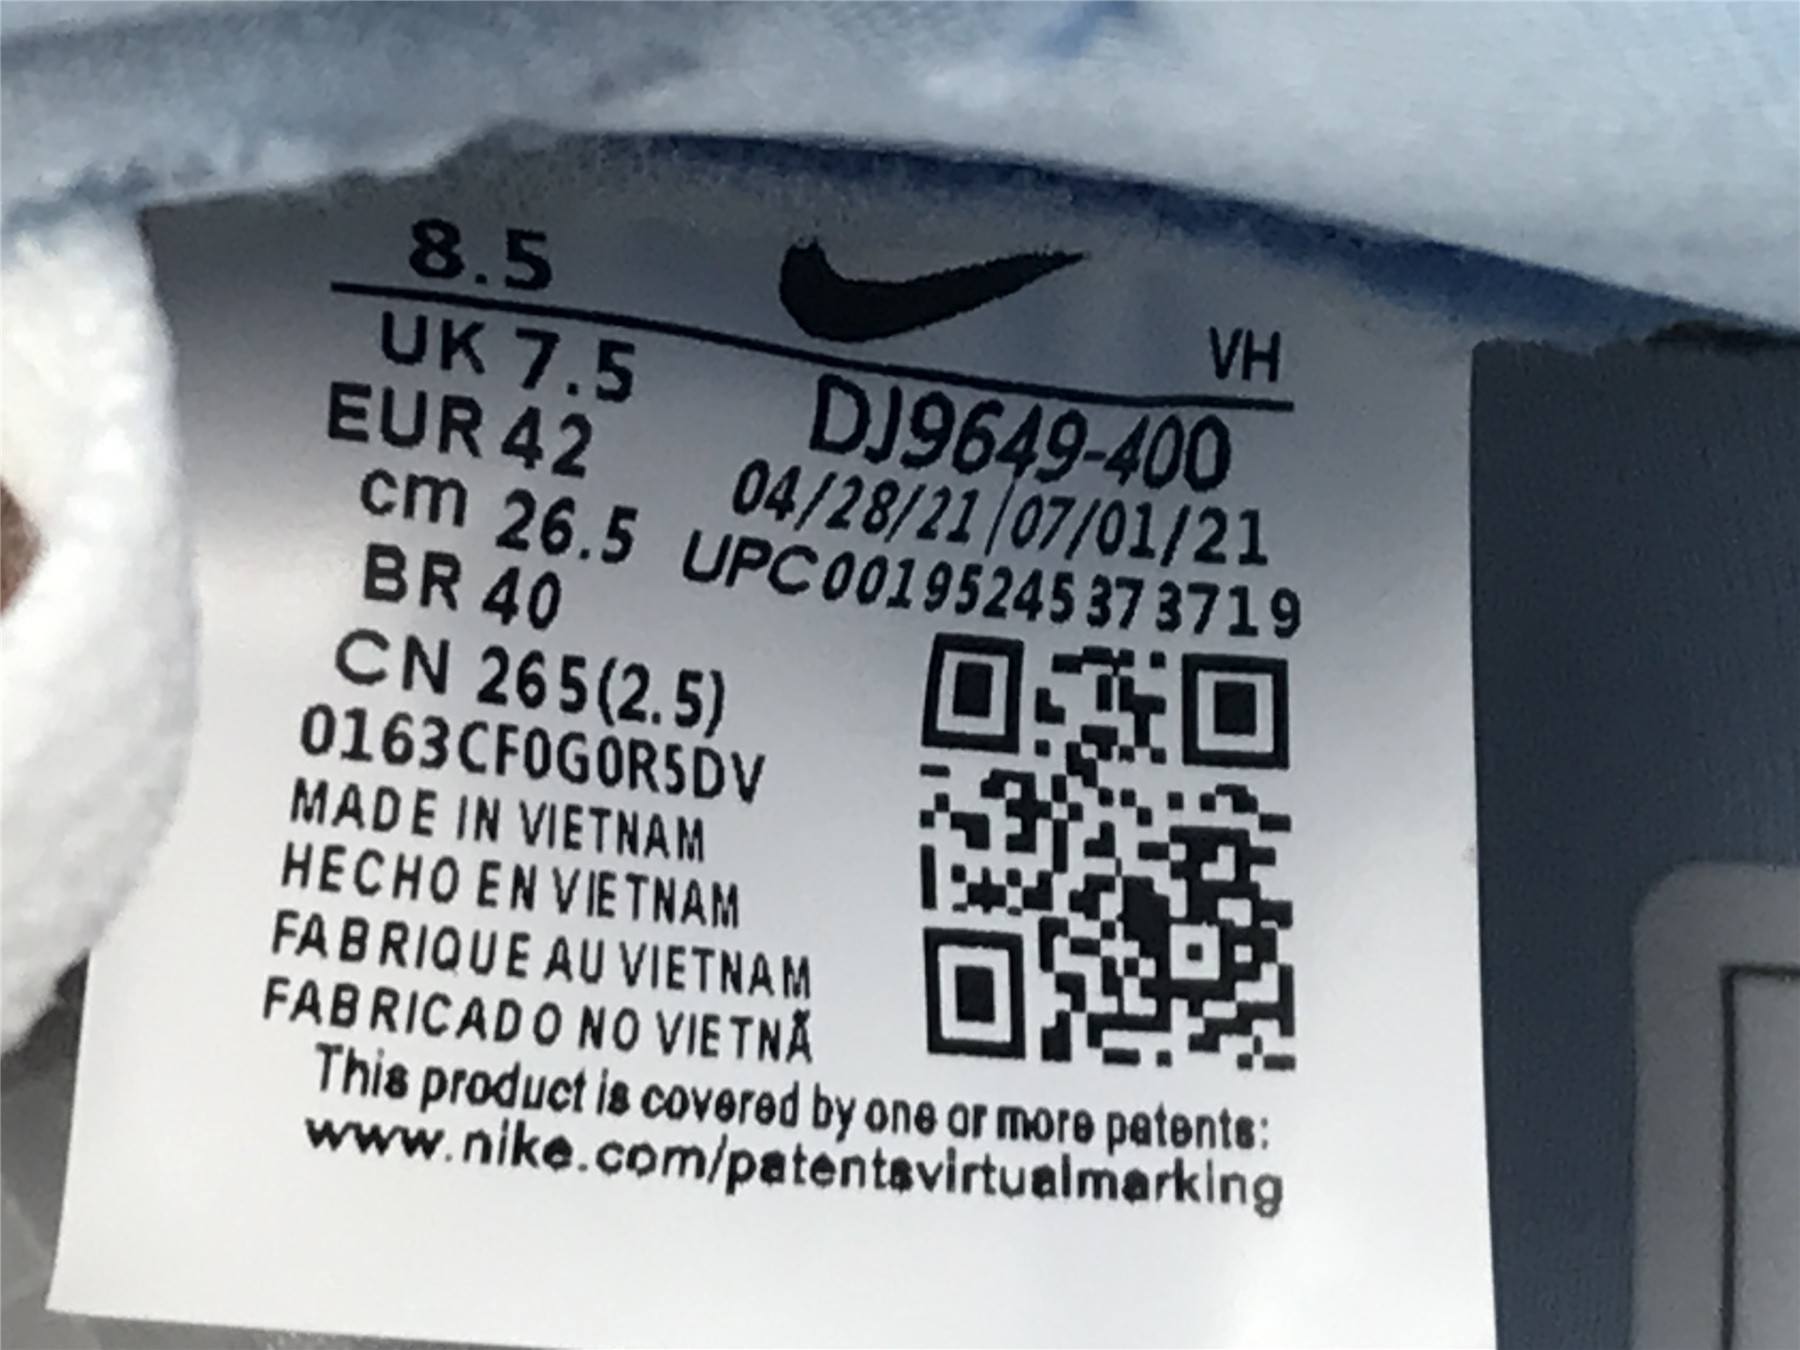 8.5
VH
UK 7.5
EUR 42
cm 26.5
BR 40
CN 265(2.5)
DJ9649-400
04/28/21|07/01/21
UPC00195245373719
0163CF0G0R5DV
MADE IN VIETNAM
HECHO EN VIETNAM
FABRIQUE AU VIETNAM
FABRICADO NO VIETNÃ
This product is covered by one or more patents:
www.nike.com/patentsvirtualmarking